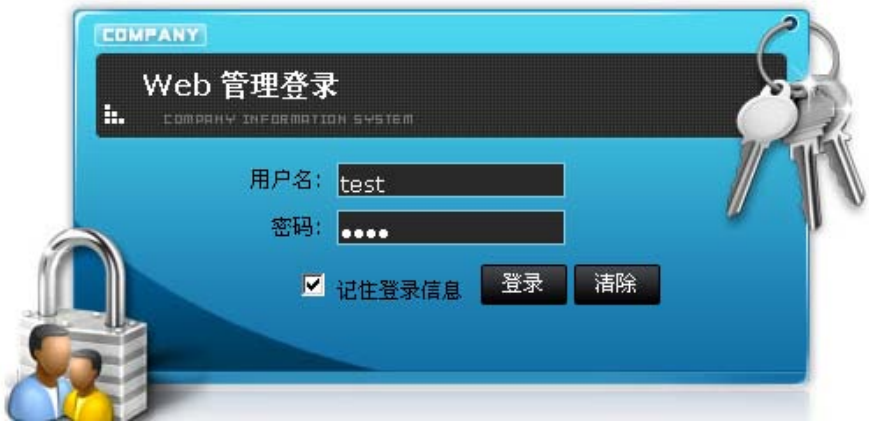 COMPANY
Web 管理登录
COMPANY INFORMATION SYSTEM
用户名: test
密码: ●●●●
记住登录信息 登录 清除